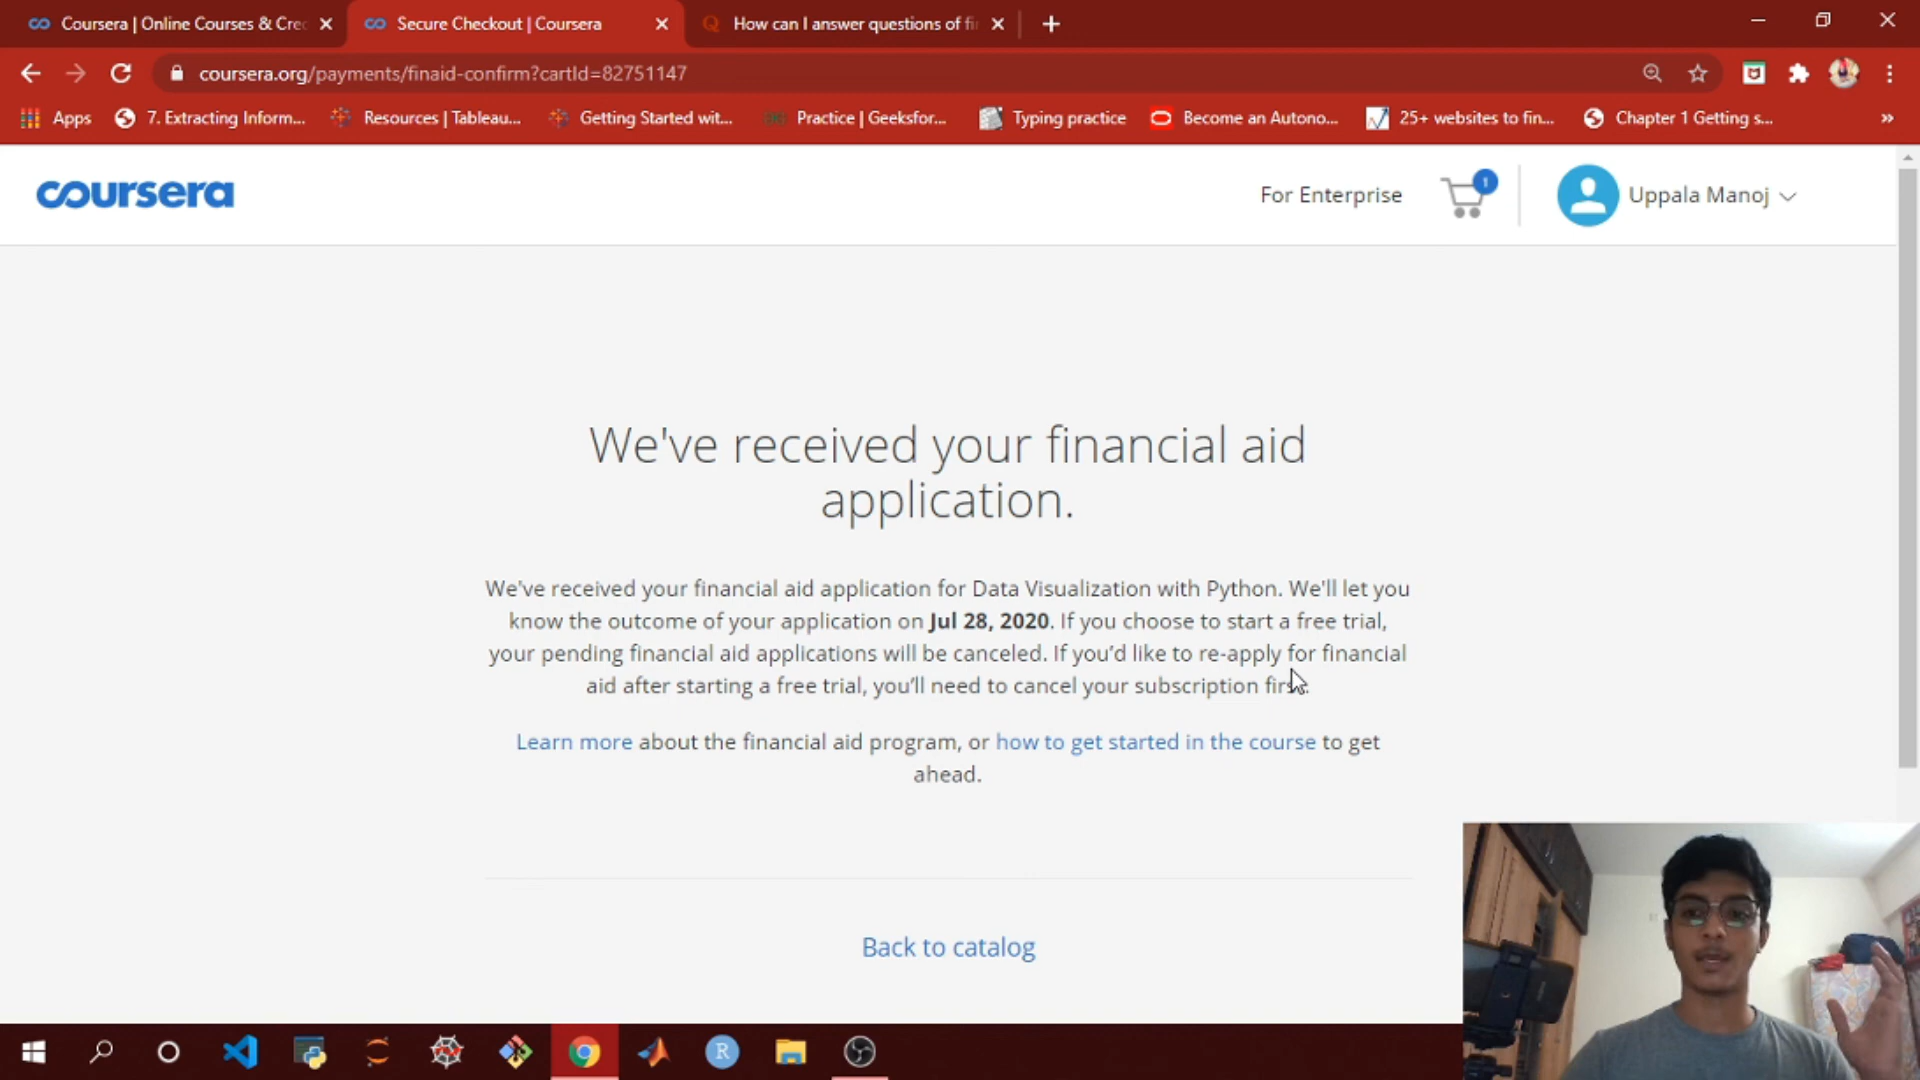 Coursera | Online Courses & Cre
Secure Checkout | Coursera
How can I answer questions of fi
coursera.org/payments/finaid-confirm?cartId=82751147
Apps
7. Extracting Inform...
Resources | Tableau...
Getting Started wit...
Practice | Geeksfor...
Typing practice
Become an Autono...
25+ websites to fin...
Chapter 1 Getting s...
»
coursera
For Enterprise
1
Uppala Manoj
We've received your financial aid
application.
We've received your financial aid application for Data Visualization with Python. We'll let you
know the outcome of your application on Jul 28, 2020. If you choose to start a free trial,
your pending financial aid applications will be canceled. If you’d like to re-apply for financial
aid after starting a free trial, you’ll need to cancel your subscription first.
Learn more about the financial aid program, or how to get started in the course to get
ahead.
Back to catalog
R